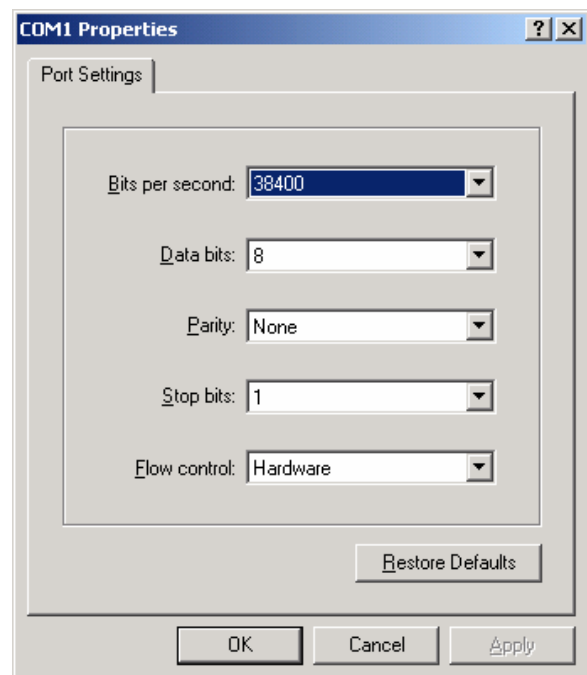 COM1 Properties
Port Settings
Bits per second: 38400
Data bits: 8
Parity: None
Stop bits: 1
Flow control: Hardware
Restore Defaults
OK Cancel Apply